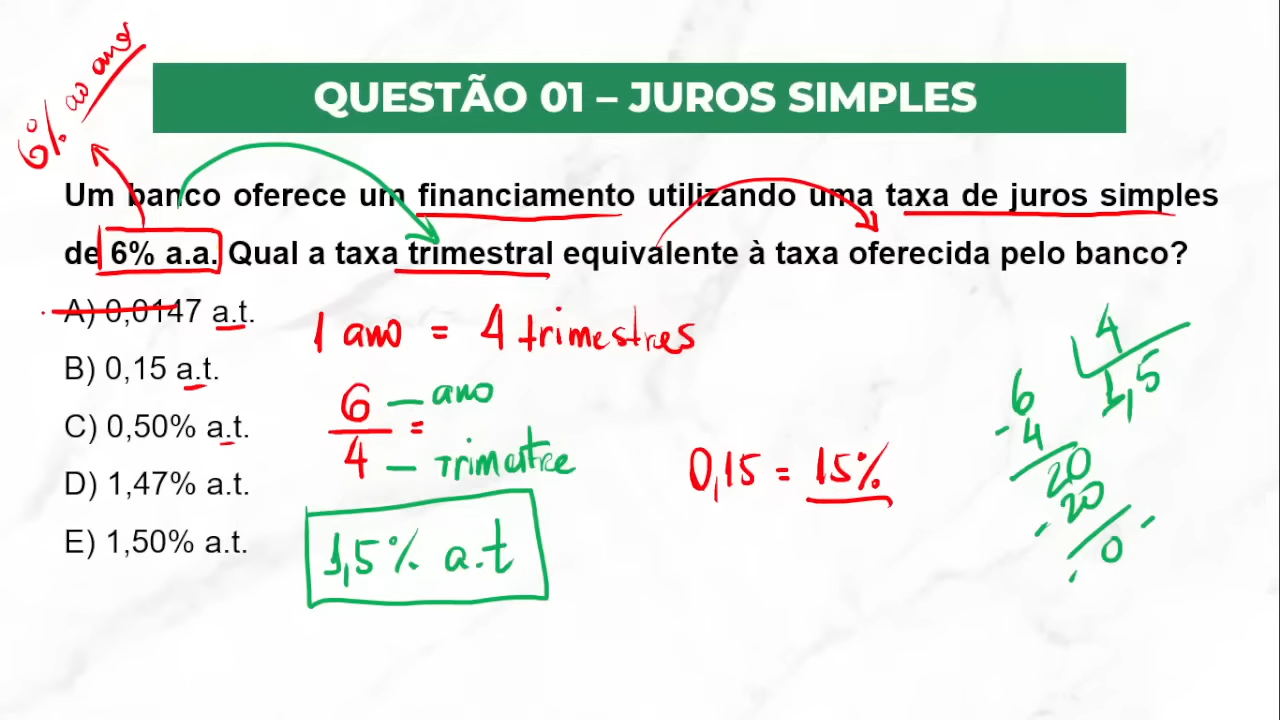 6% ao ano
QUESTÃO 01 – JUROS SIMPLES
Um banco oferece um financiamento utilizando uma taxa de juros simples
de 6% a.a. Qual a taxa trimestral equivalente à taxa oferecida pelo banco?
A) 0,0147 a.t.
B) 0,15 a.t.
C) 0,50% a.t.
D) 1,47% a.t.
E) 1,50% a.t.
1 ano = 4 trimestres
6 — ano
=
4 — Trimestre
1,5% a.t
0,15 = 15%
4
6 1,5
- 4
20
- 20
0